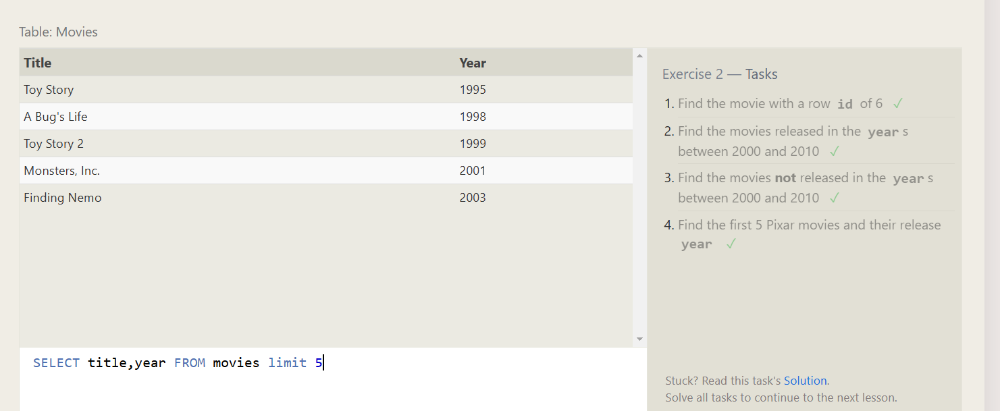 Table: Movies
Title Year
Toy Story 1995
A Bug's Life 1998
Toy Story 2 1999
Monsters, Inc. 2001
Finding Nemo 2003
SELECT title,year FROM movies limit 5
Exercise 2 — Tasks
1. Find the movie with a row id of 6 ✓
2. Find the movies released in the year s
between 2000 and 2010 ✓
3. Find the movies not released in the year s
between 2000 and 2010 ✓
4. Find the first 5 Pixar movies and their release
year ✓
Stuck? Read this task's Solution.
Solve all tasks to continue to the next lesson.